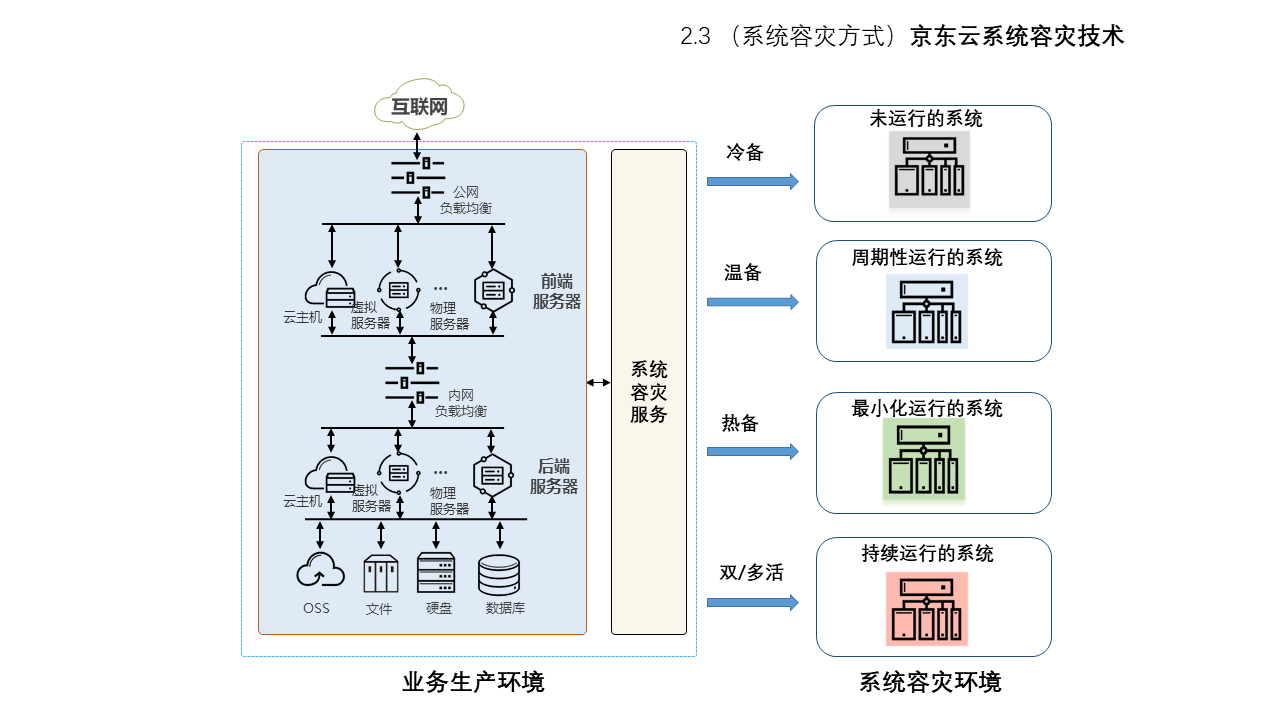 2.3 （系统容灾方式）京东云系统容灾技术
互联网
公网
负载均衡
云主机
虚拟
服务器
...
物理
服务器
前端
服务器
内网
负载均衡
云主机
虚拟
服务器
...
物理
服务器
后端
服务器
OSS
文件
硬盘
数据库
系统
容灾
服务
冷备
未运行的系统
温备
周期性运行的系统
热备
最小化运行的系统
双/多活
持续运行的系统
业务生产环境
系统容灾环境